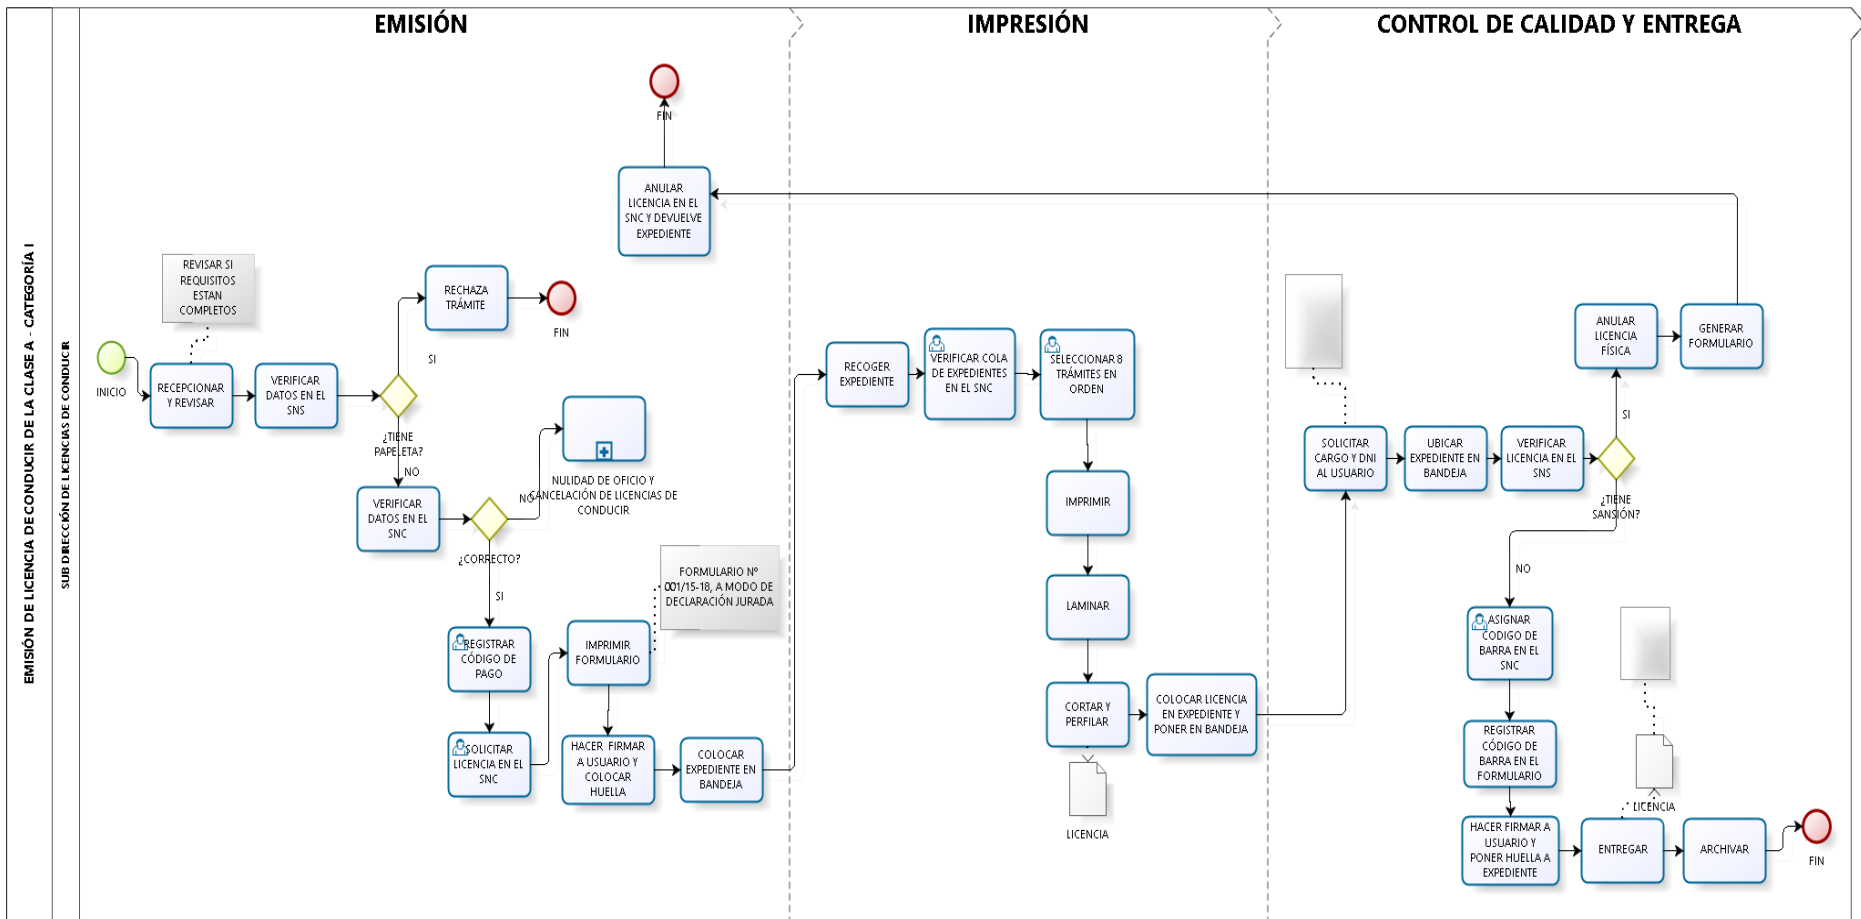 EMISIÓN DE LICENCIA DE CONDUCIR DE LA CLASE A - CATEGORÍA I
SUB DIRECCIÓN DE LICENCIAS DE CONDUCIR
EMISIÓN
IMPRESIÓN
CONTROL DE CALIDAD Y ENTREGA
FIN
ANULAR
LICENCIA EN EL
SNC Y DEVUELVE
EXPEDIENTE
REVISAR SI
REQUISITOS
ESTAN
COMPLETOS
RECHAZA
TRÁMITE
FIN
SI
INICIO
RECEPCIONAR
Y REVISAR
VERIFICAR
DATOS EN EL
SNS
¿TIENE
PAPELETA?
NO
VERIFICAR
DATOS EN EL
SNC
¿CORRECTO?
NO
NULIDAD DE OFICIO Y
CANCELACIÓN DE LICENCIAS DE
CONDUCIR
SI
REGISTRAR
CÓDIGO DE
PAGO
SOLICITAR
LICENCIA EN EL
SNC
IMPRIMIR
FORMULARIO
FORMULARIO Nº
001/15-18, A MODO DE
DECLARACIÓN JURADA
HACER FIRMAR
A USUARIO Y
COLOCAR
HUELLA
COLOCAR
EXPEDIENTE EN
BANDEJA
RECOGER
EXPEDIENTE
VERIFICAR COLA
DE EXPEDIENTES
EN EL SNC
SELECCIONAR 8
TRÁMITES EN
ORDEN
IMPRIMIR
LAMINAR
CORTAR Y
PERFILAR
LICENCIA
COLOCAR LICENCIA
EN EXPEDIENTE Y
PONER EN BANDEJA
SOLICITAR
CARGO Y DNI
AL USUARIO
UBICAR
EXPEDIENTE EN
BANDEJA
VERIFICAR
LICENCIA EN EL
SNS
¿TIENE
SANSIÓN?
SI
ANULAR
LICENCIA
FÍSICA
GENERAR
FORMULARIO
NO
ASIGNAR
CODIGO DE
BARRA EN EL
SNC
REGISTRAR
CÓDIGO DE
BARRA EN EL
FORMULARIO
HACER FIRMAR A
USUARIO Y
PONER HUELLA A
EXPEDIENTE
ENTREGAR
LICENCIA
ARCHIVAR
FIN